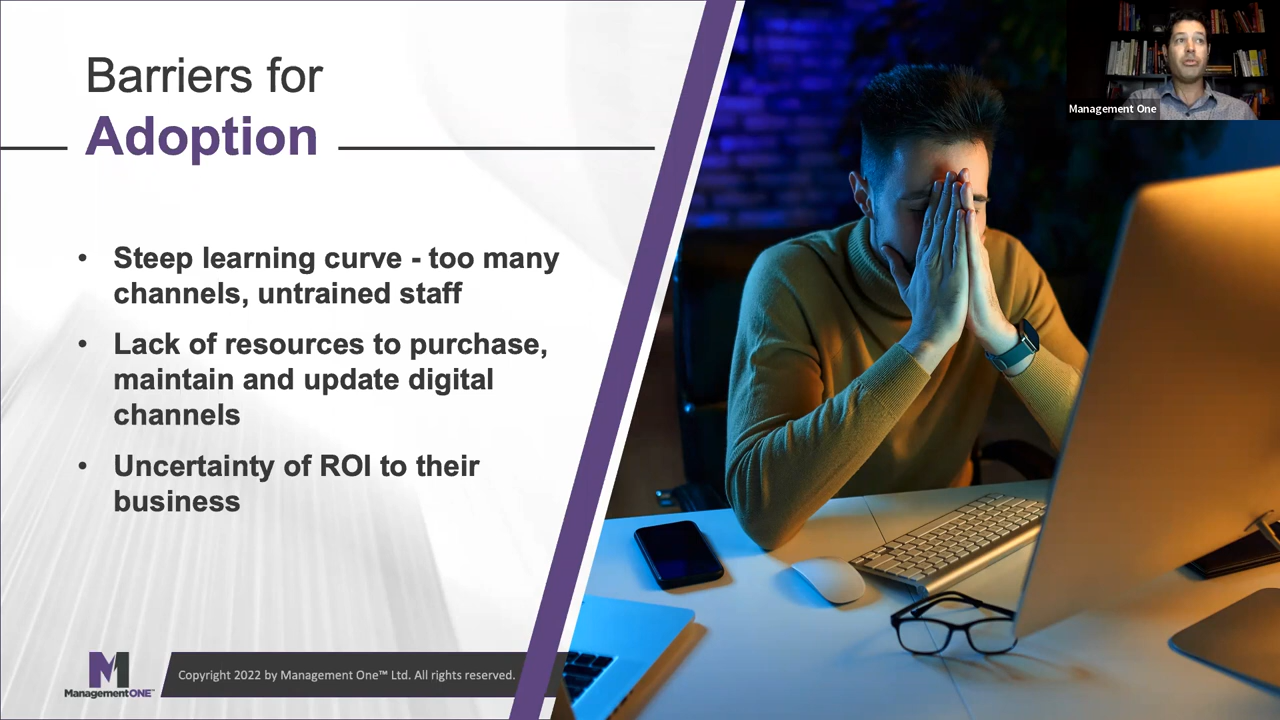 Barriers for
Adoption
Management One
• Steep learning curve - too many
channels, untrained staff
• Lack of resources to purchase,
maintain and update digital
channels
• Uncertainty of ROI to their
business
M
ManagementONE™
Copyright 2022 by Management One™ Ltd. All rights reserved.